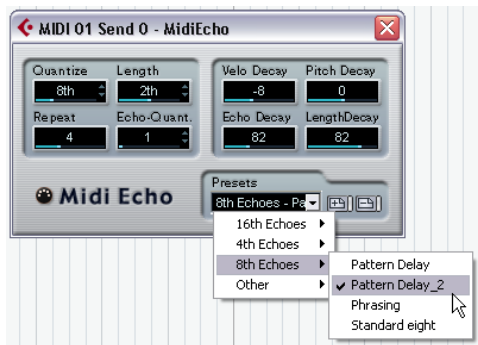 MIDI 01 Send 0 - MidiEcho
Quantize Length Velo Decay Pitch Decay
8th 2th -8 0
Repeat Echo-Quant. Echo Decay LengthDecay
4 1 82 82
Midi Echo
Presets
8th Echoes - Pa
16th Echoes
4th Echoes
8th Echoes
Other
Pattern Delay
Pattern Delay_2
Phrasing
Standard eight